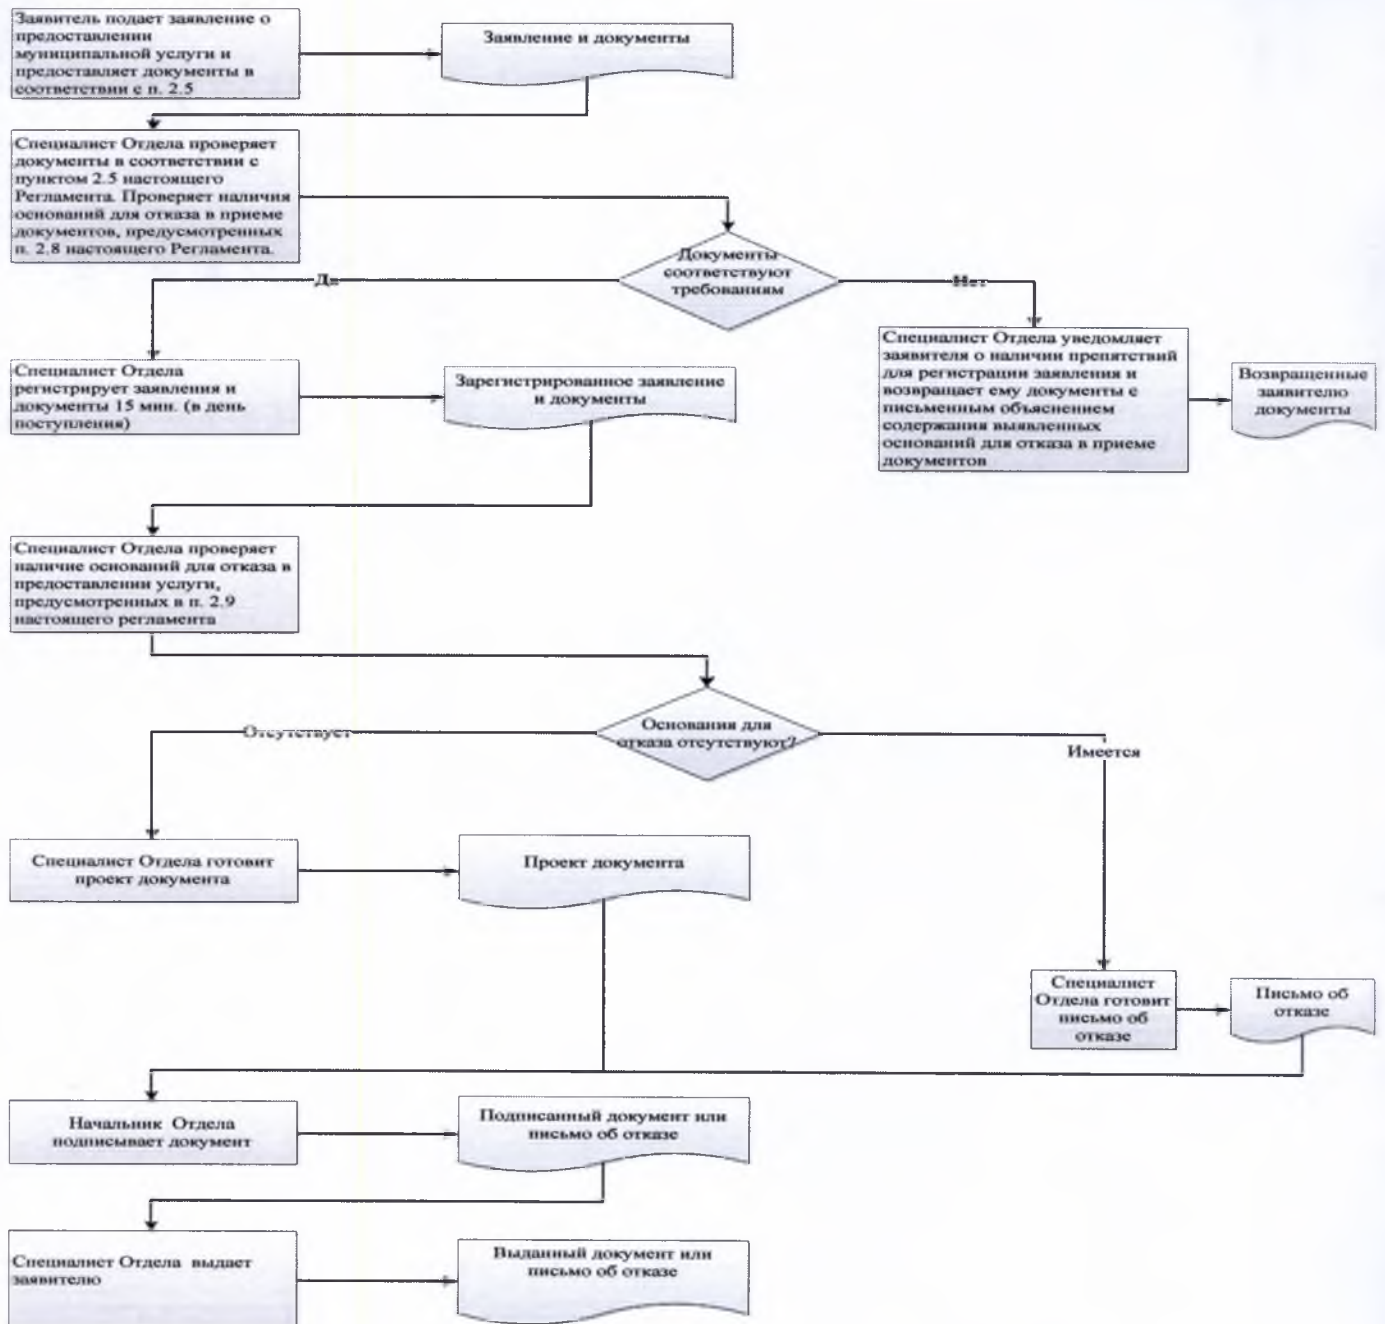 Заявитель подает заявление о
предоставлении
муниципальной услуги и
предоставляет документы в
соответствии с п. 2.5
Заявление и документы
Специалист Отдела проверяет
документы в соответствии с
пунктом 2.5 настоящего
Регламента. Проверяет наличия
оснований для отказа в приеме
документов, предусмотренных
п. 2.8 настоящего Регламента.
Документы
соответствуют
требованиям
Да
Нет
Специалист Отдела
регистрирует заявления и
документы 15 мин. (в день
поступления)
Зарегистрированное заявление
и документы
Специалист Отдела уведомляет
заявителя о наличии препятствий
для регистрации заявления и
возвращает ему документы с
письменным объяснением
содержания выявленных
оснований для отказа в приеме
документов
Возвращенные
заявителю
документы
Специалист Отдела проверяет
наличие оснований для отказа в
предоставлении услуги,
предусмотренных в п. 2.9
настоящего регламента
Основания для
отказа отсутствуют?
Отсутствует
Имеется
Специалист Отдела готовит
проект документа
Проект документа
Специалист
Отдела готовит
письмо об
отказе
Письмо об
отказе
Начальник  Отдела
подписывает документ
Подписанный документ или
письмо об отказе
Специалист Отдела  выдает
заявителю
Выданный документ или
письмо об отказе